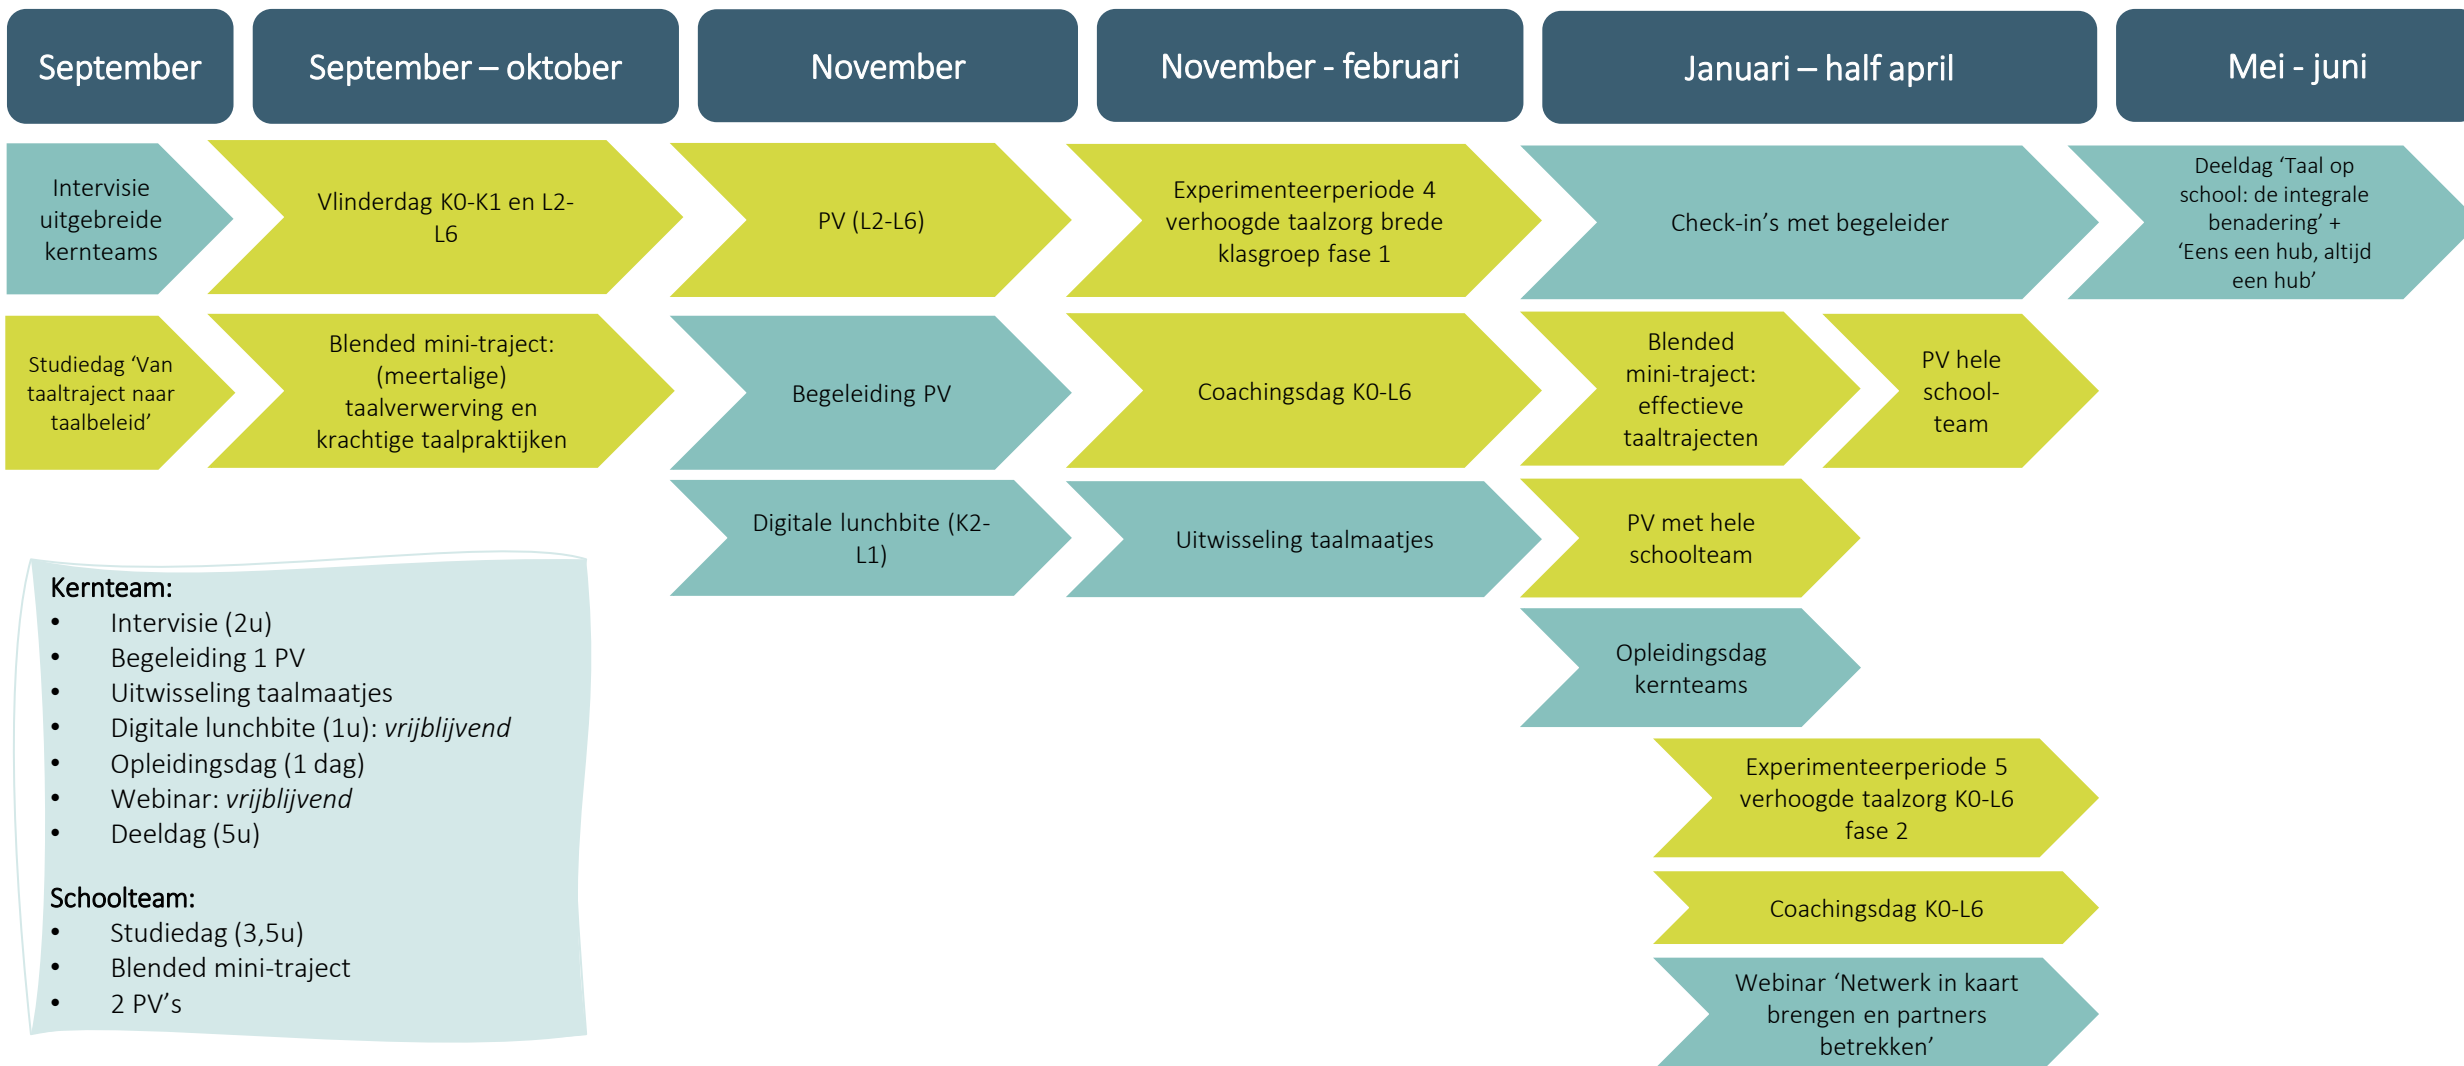 September
September – oktober
November
November - februari
Januari – half april
Mei - juni
Intervisie
uitgebreide
kernteams
Vlinderdag K0-K1 en L2-
L6
PV (L2-L6)
Experimenteerperiode 4
verhoogde taalzorg brede
klasgroep fase 1
Check-in’s met begeleider
Deeldag ‘Taal op
school: de integrale
benadering’ +
‘Eens een hub, altijd
een hub’
Studiedag ‘Van
taaltraject naar
taalbeleid’
Blended mini-traject:
(meertalige)
taalverwerving en
krachtige taalpraktijken
Begeleiding PV
Coachingsdag K0-L6
Blended
mini-traject:
effectieve
taaltrajecten
PV hele
school-
team
Digitale lunchbite (K2-
L1)
Uitwisseling taalmaatjes
PV met hele
schoolteam
Opleidingsdag
kernteams
Experimenteerperiode 5
verhoogde taalzorg K0-L6
fase 2
Coachingsdag K0-L6
Webinar ‘Netwerk in kaart
brengen en partners
betrekken’
Kernteam:
• Intervisie (2u)
• Begeleiding 1 PV
• Uitwisseling taalmaatjes
• Digitale lunchbite (1u): vrijblijvend
• Opleidingsdag (1 dag)
• Webinar: vrijblijvend
• Deeldag (5u)
Schoolteam:
• Studiedag (3,5u)
• Blended mini-traject
• 2 PV’s